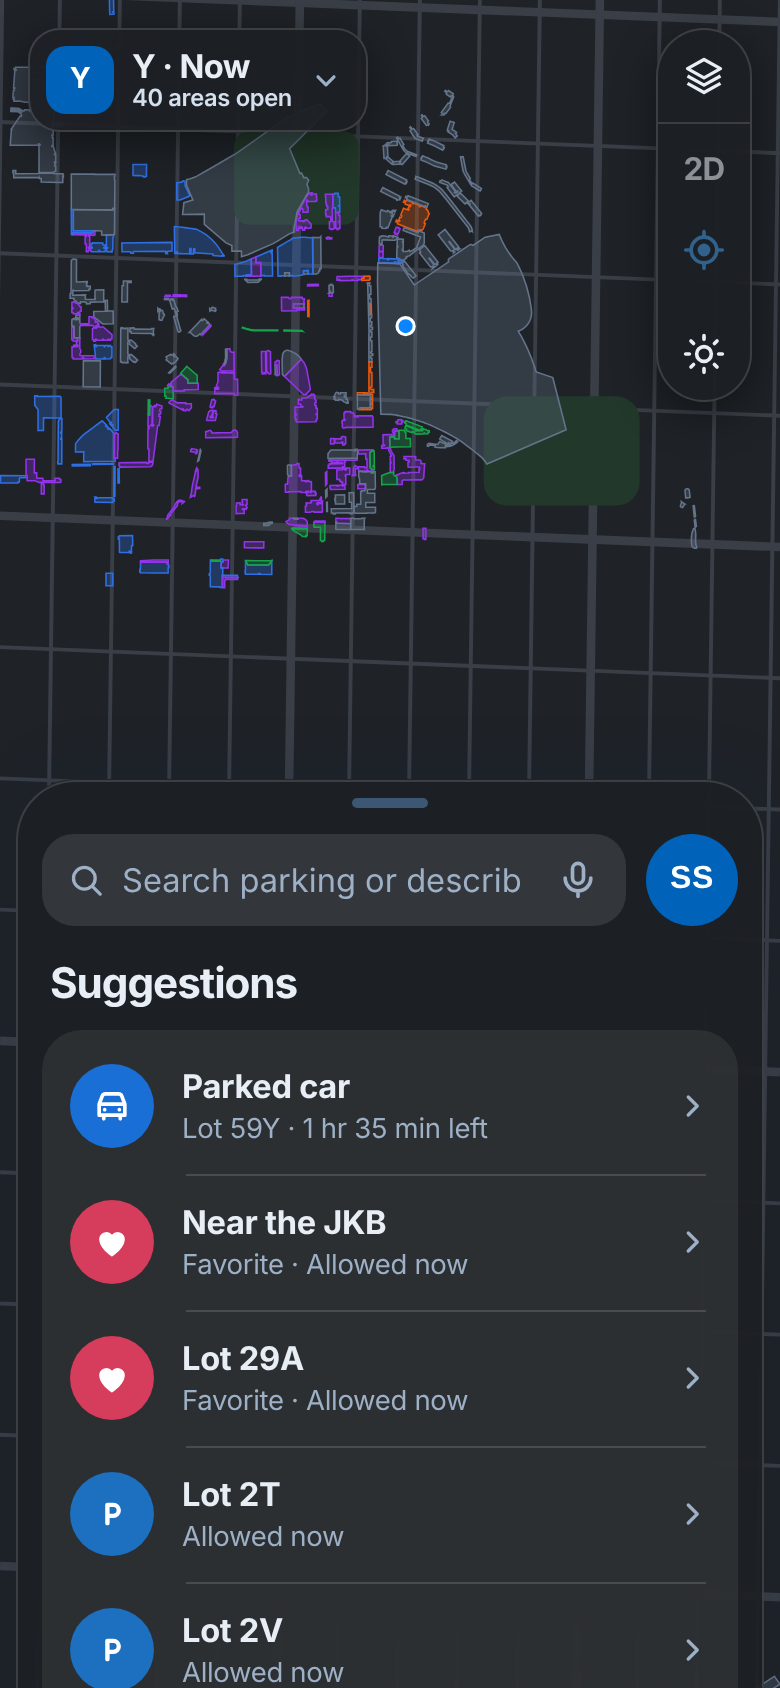 Y
Y · Now
40 areas open
2D
Search parking or describ
SS
Suggestions
Parked car
Lot 59Y · 1 hr 35 min left
Near the JKB
Favorite · Allowed now
Lot 29A
Favorite · Allowed now
P
Lot 2T
Allowed now
P
Lot 2V
Allowed now